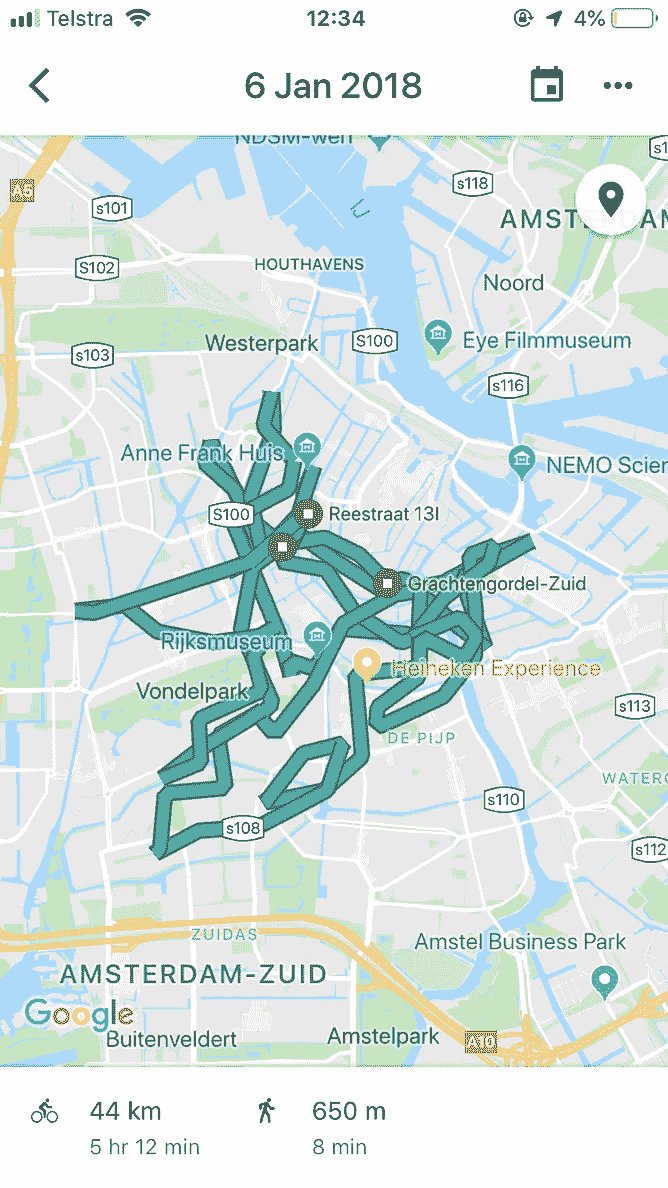 Telstra 12:34 4%
6 Jan 2018
NDSM-werf
s118
A5
s101
AMST
S102
HOUTHAVENS
Noord
Westerpark
S100
Eye Filmmuseum
s103
s116
Anne Frank Huis
NEMO Scien
S100
Reestraat 13I
Grachtengordel-Zuid
Rijksmuseum
Heineken Experience
Vondelpark
s113
DE PIJP
WATERG
s110
s108
s112
ZUIDAS
Amstel Business Park
AMSTERDAM-ZUID
Google
Buitenveldert
Amstelpark
A10
44 km
650 m
5 hr 12 min
8 min